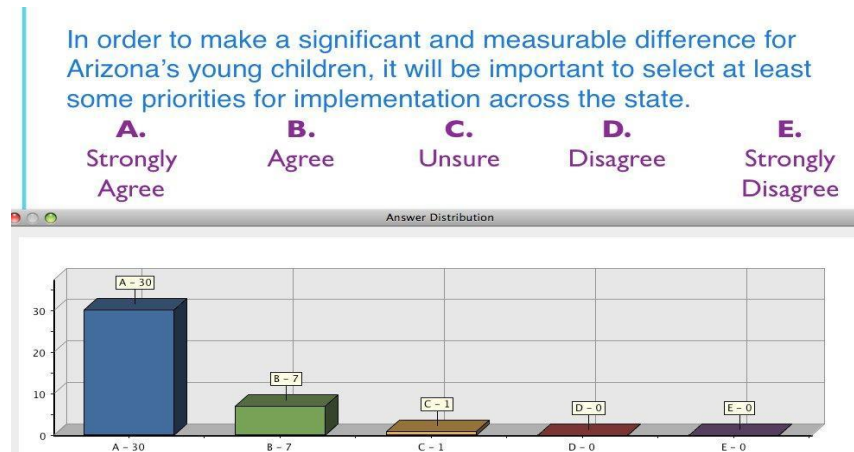 In order to make a significant and measurable difference for
Arizona's young children, it will be important to select at least
some priorities for implementation across the state.
A. B. C. D. E.
Strongly Agree Unsure Disagree Strongly
Agree Disagree
Answer Distribution
A – 30
30
B – 7
20
C – 1 D – 0 E – 0
10
0
A – 30 B – 7 C – 1 D – 0 E – 0